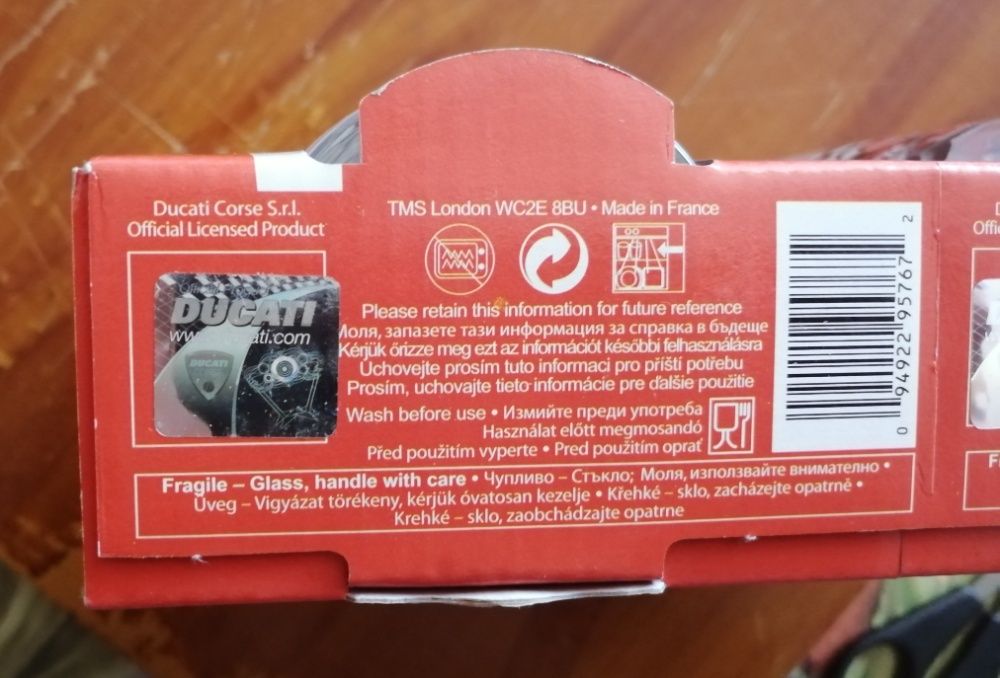 Ducati Corse S.r.l.
Official Licensed Product
DUCATI
DUCATI
TMS London WC2E 8BU • Made in France
Please retain this information for future reference
Моля, запазете тази информация за справка в бъдеще
Kérjük őrizze meg ezt az információt későbbi felhasználásra
Uchovejte prosím tuto informaci pro příští potřebu
Prosím, uchovajte tieto informácie pre ďalšie použitie
Wash before use • Измийте преди употреба
Használat előtt megmosandó
Před použitím vyperte • Pred použitím oprať
Fragile – Glass, handle with care • Чупливо – Стъкло; Моля, използвайте внимателно •
Üveg – Vigyázat törékeny, kérjük óvatosan kezelje • Křehké – sklo, zacházejte opatrně •
Krehké – sklo, zaobchádzajte opatrne
0 94922 95767 2